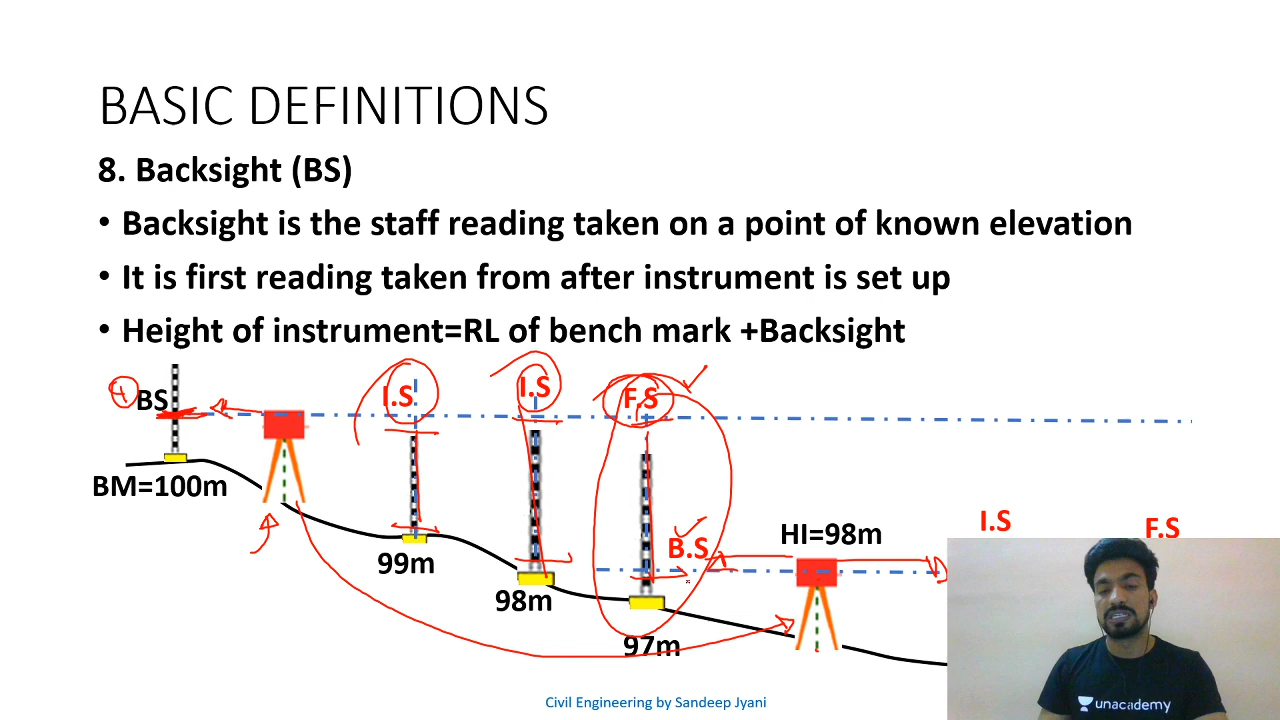 BASIC DEFINITIONS
8. Backsight (BS)
• Backsight is the staff reading taken on a point of known elevation
• It is first reading taken from after instrument is set up
• Height of instrument=RL of bench mark +Backsight
BS
I.S
I.S
F.S
BM=100m
99m
98m
97m
B.S
HI=98m
I.S
F.S
unacademy
Civil Engineering by Sandeep Jyani